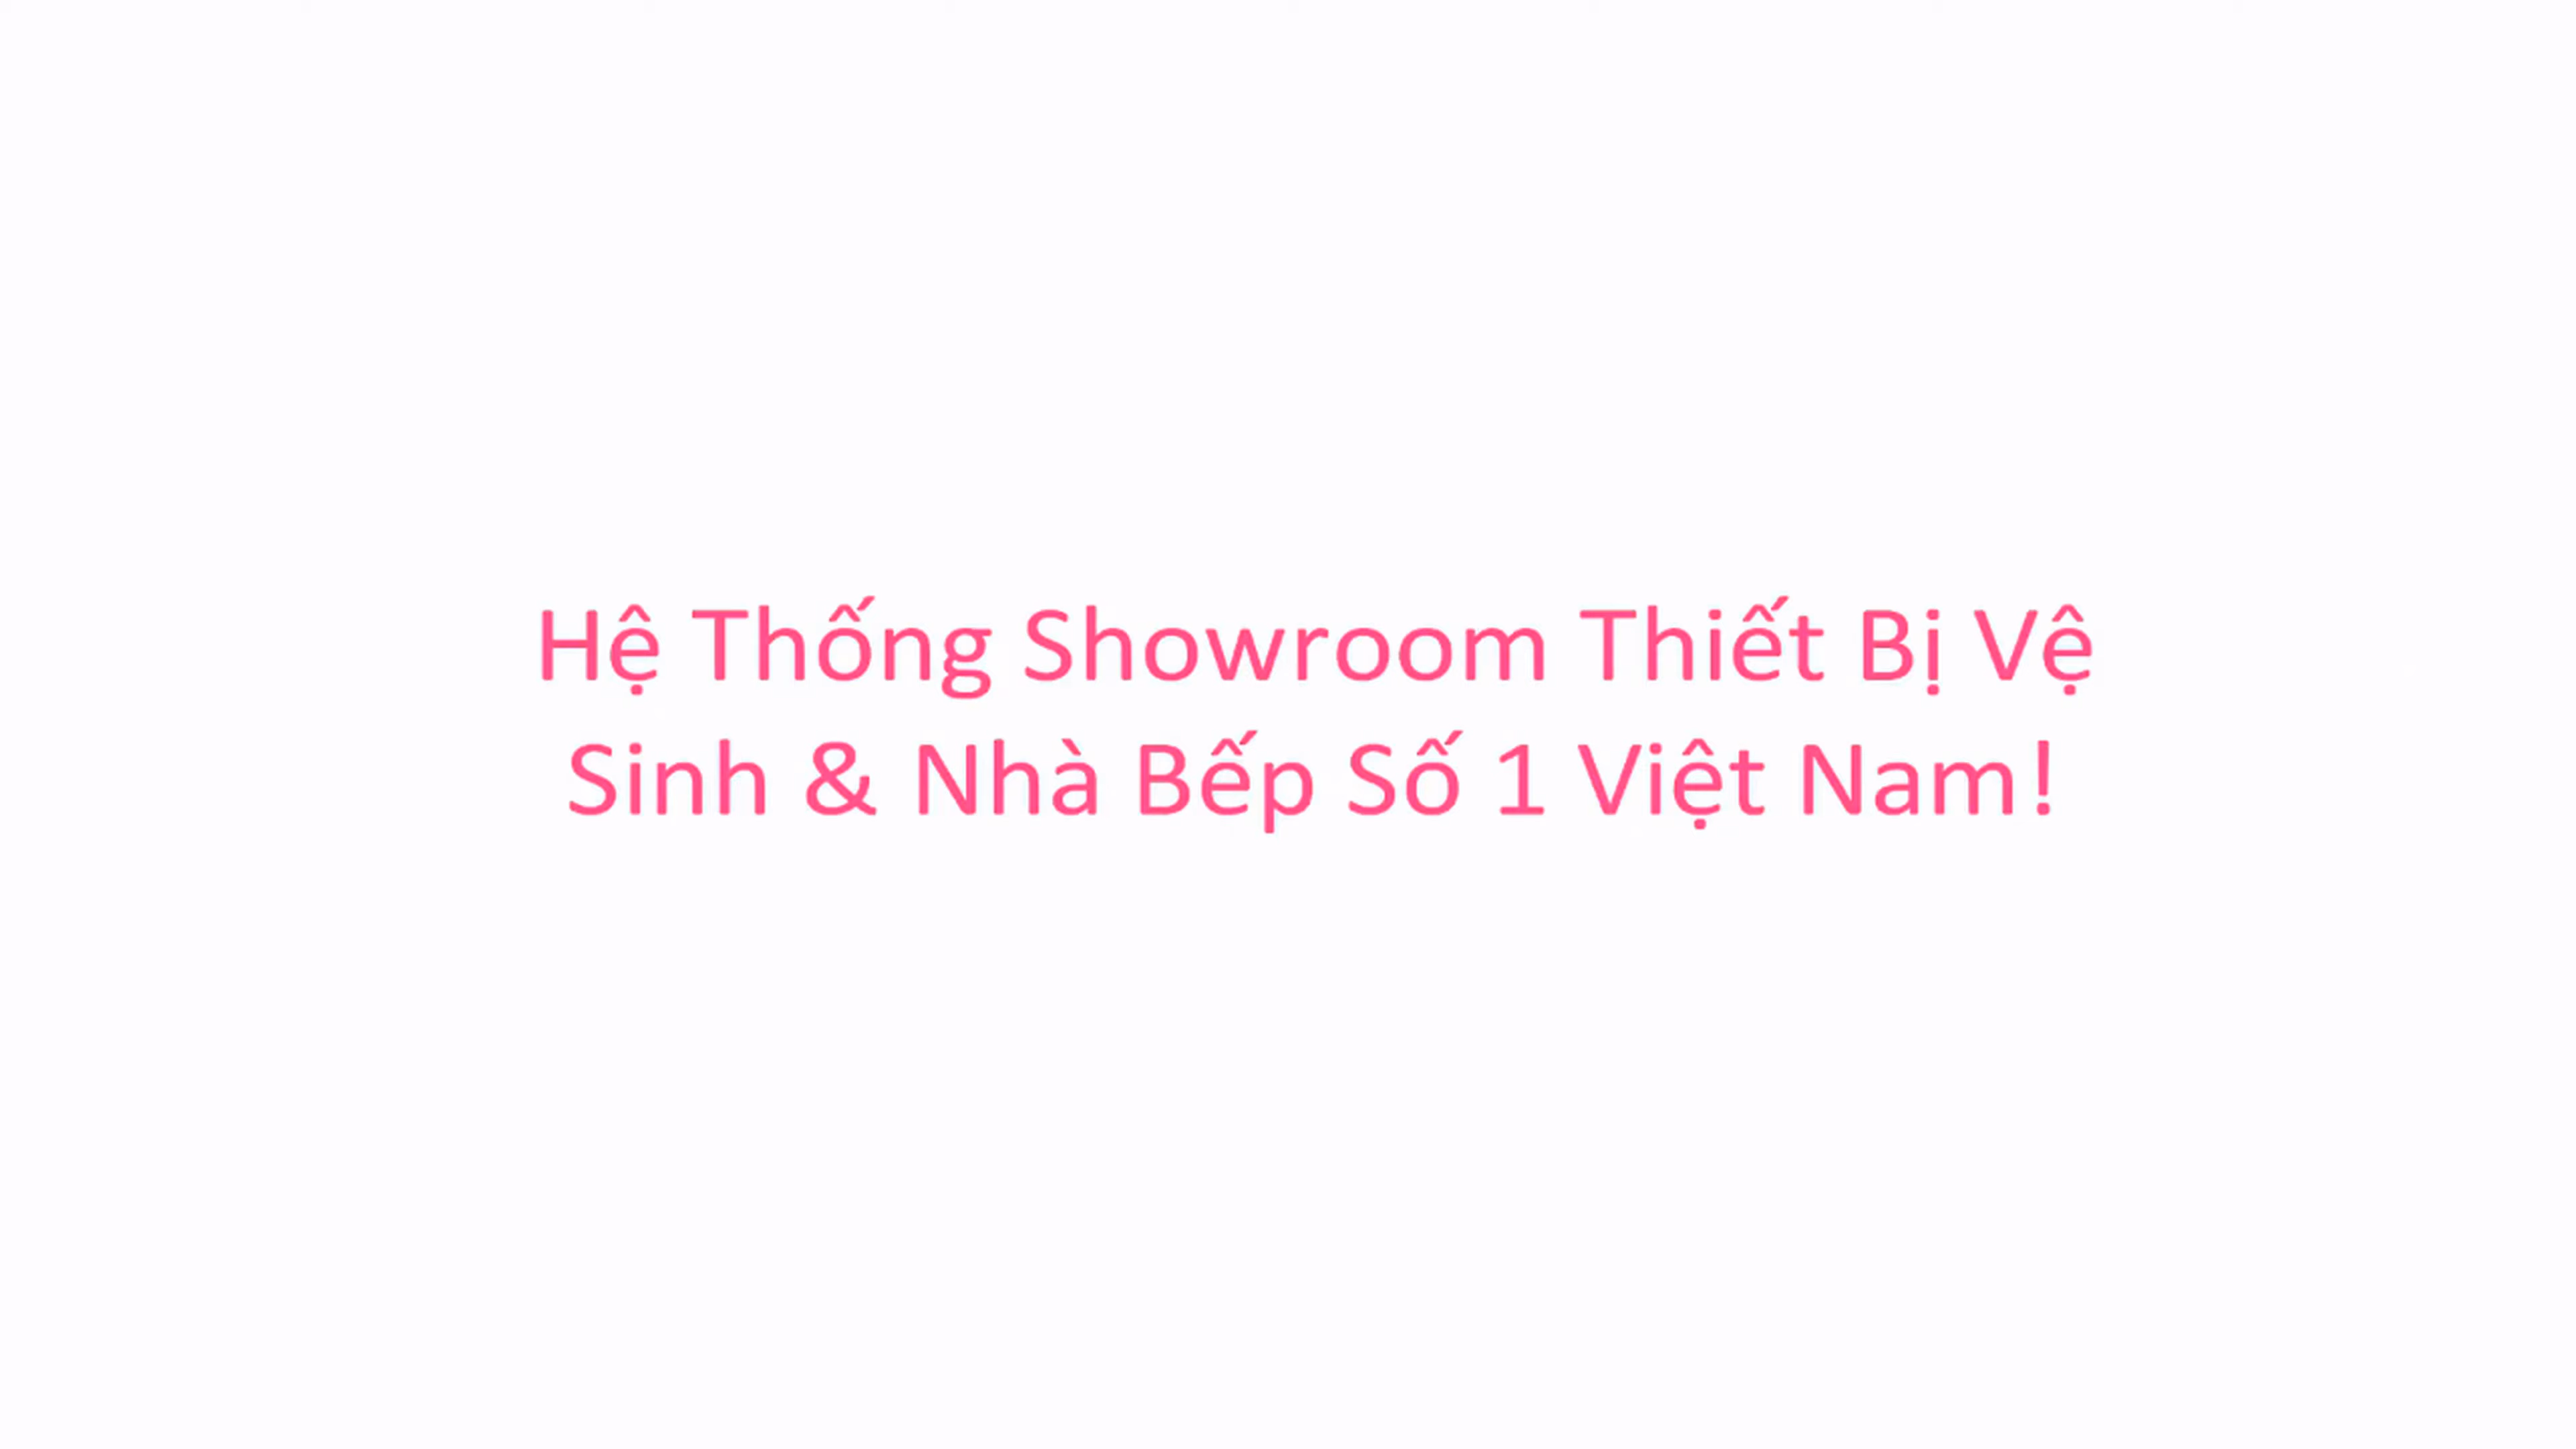 Hệ Thống Showroom Thiết Bị Vệ
Sinh & Nhà Bếp Số 1 Việt Nam!